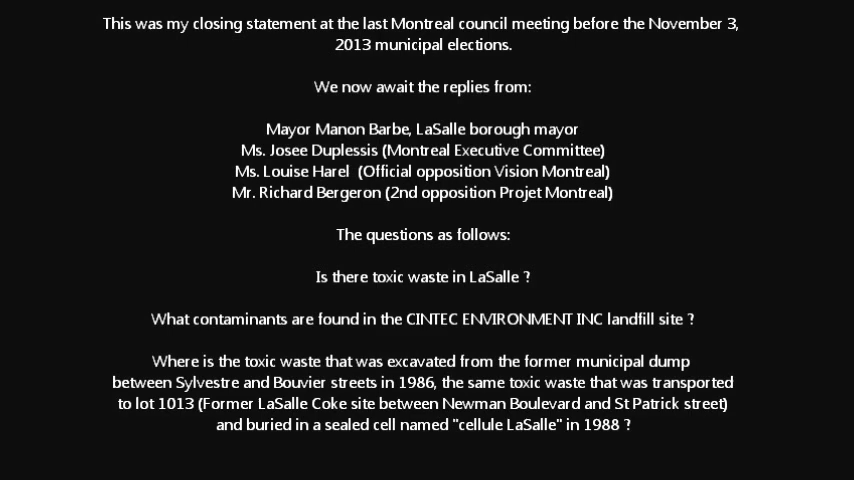 This was my closing statement at the last Montreal council meeting before the November 3,
2013 municipal elections.
We now await the replies from:
Mayor Manon Barbe, LaSalle borough mayor
Ms. Josee Duplessis (Montreal Executive Committee)
Ms. Louise Harel  (Official opposition Vision Montreal)
Mr. Richard Bergeron (2nd opposition Projet Montreal)
The questions as follows:
Is there toxic waste in LaSalle ?
What contaminants are found in the CINTEC ENVIRONMENT INC landfill site ?
Where is the toxic waste that was excavated from the former municipal dump
between Sylvestre and Bouvier streets in 1986, the same toxic waste that was transported
to lot 1013 (Former LaSalle Coke site between Newman Boulevard and St Patrick street)
and buried in a sealed cell named "cellule LaSalle" in 1988 ?